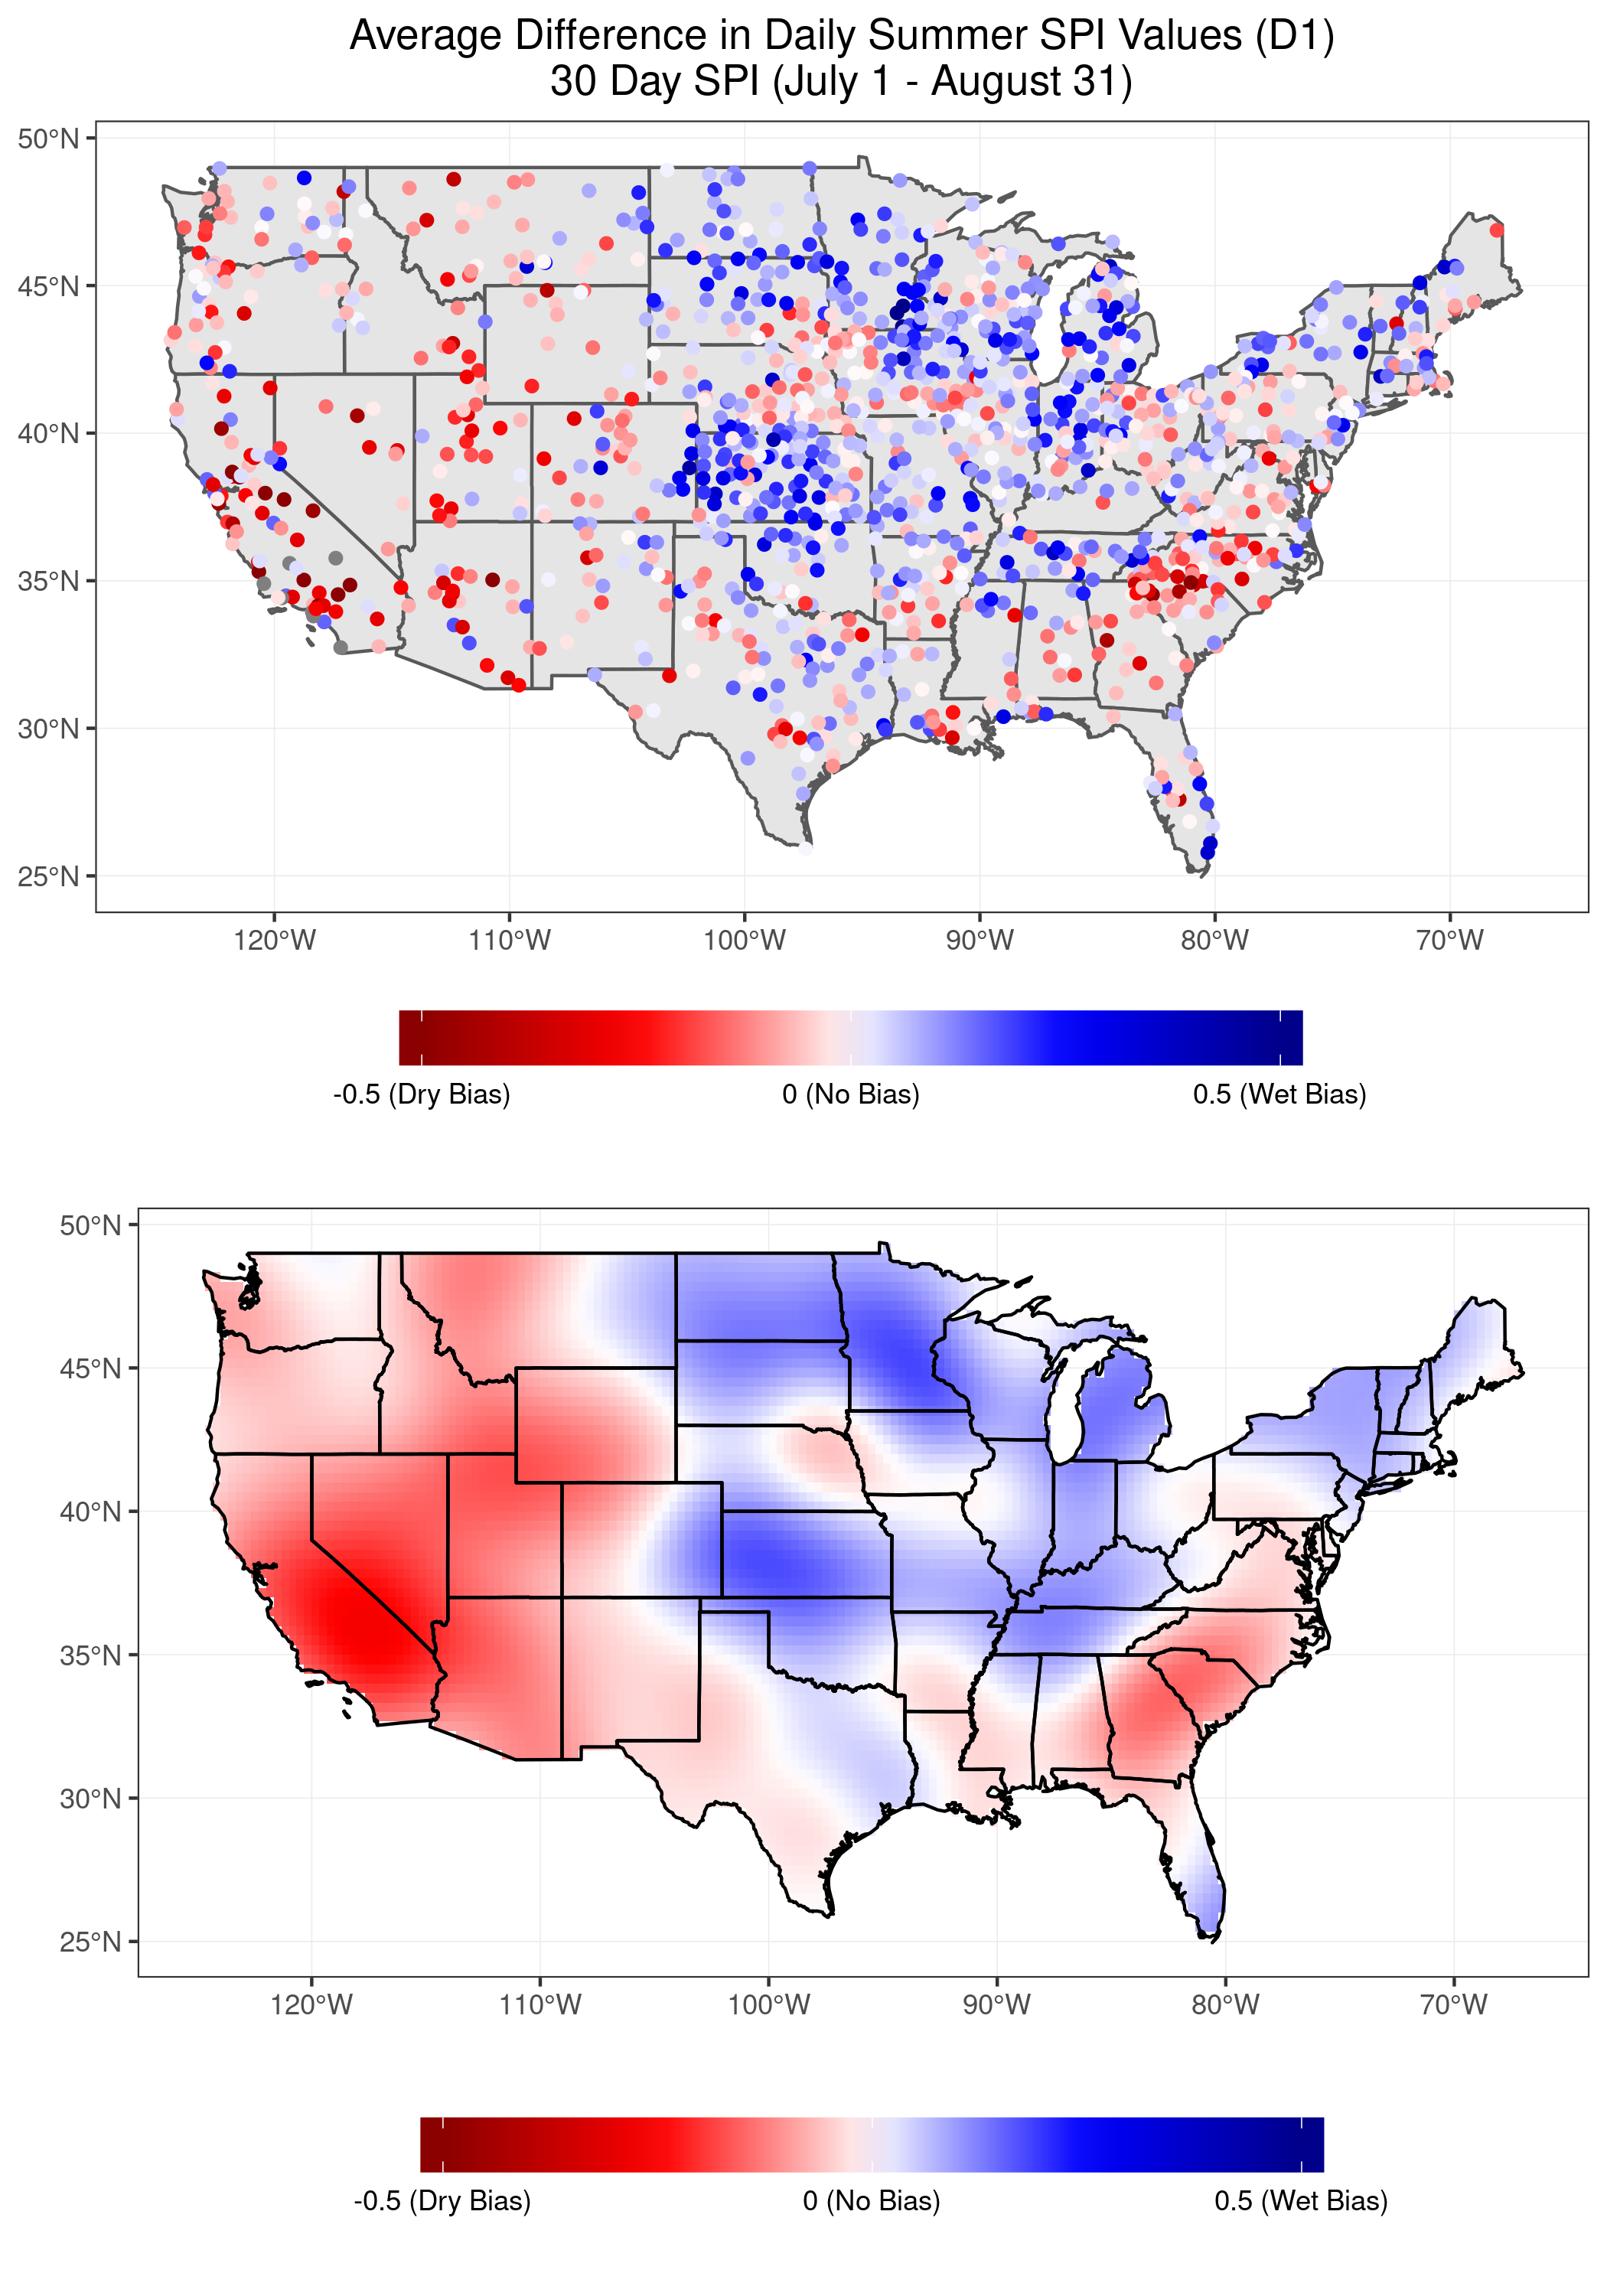 Average Difference in Daily Summer SPI Values (D1)
30 Day SPI (July 1 - August 31)
50°N
45°N
40°N
35°N
30°N
25°N
120°W 110°W 100°W 90°W 80°W 70°W
-0.5 (Dry Bias) 0 (No Bias) 0.5 (Wet Bias)
50°N
45°N
40°N
35°N
30°N
25°N
120°W 110°W 100°W 90°W 80°W 70°W
-0.5 (Dry Bias) 0 (No Bias) 0.5 (Wet Bias)